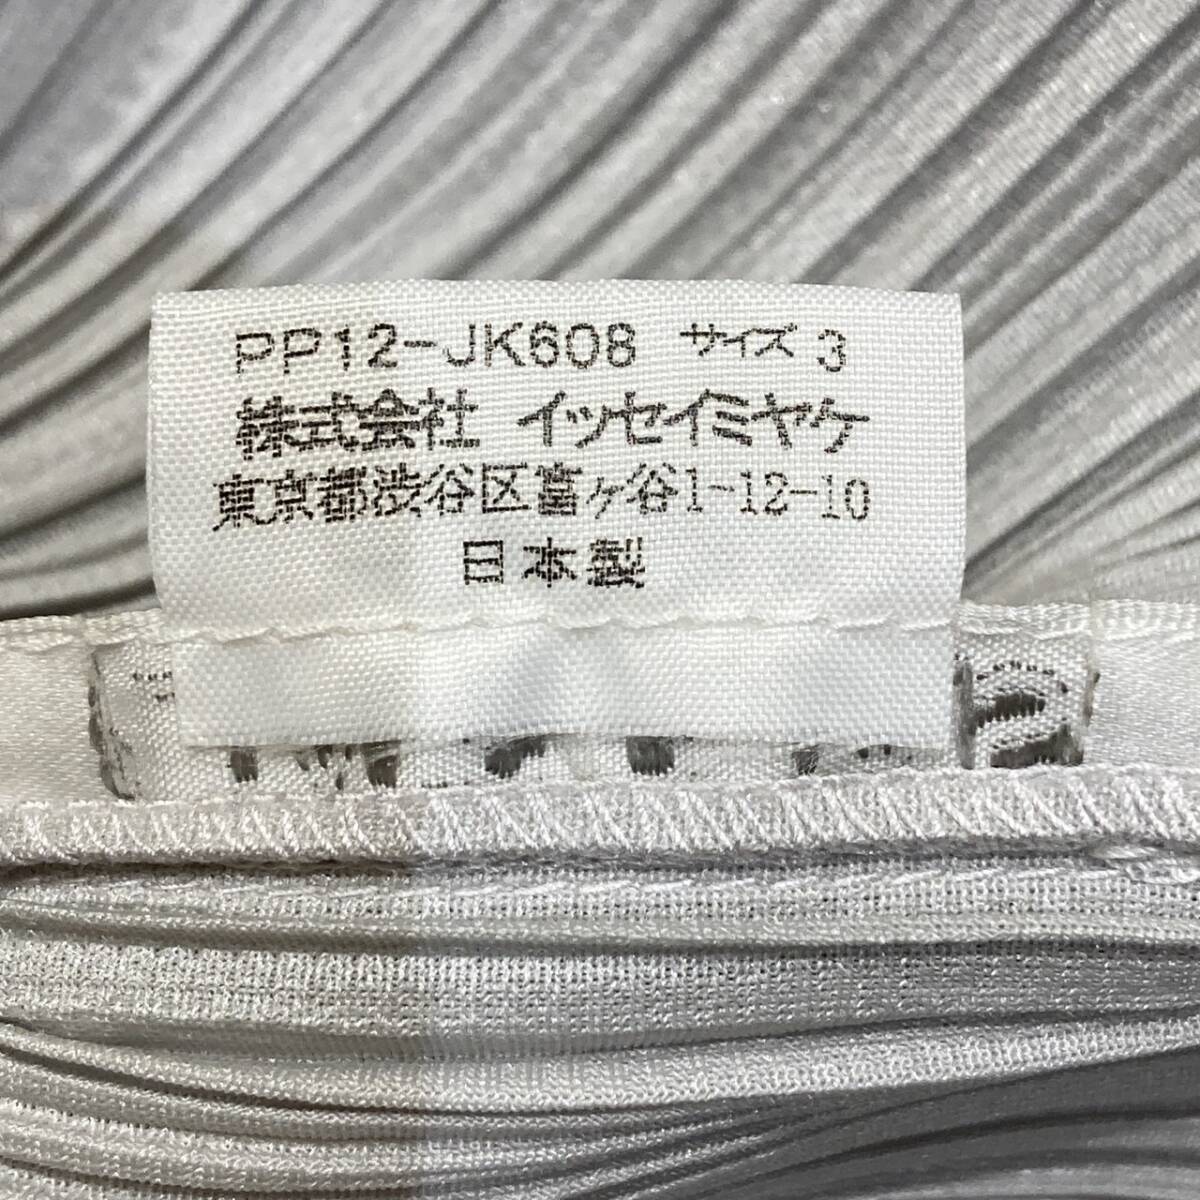 PP12-JK608 サイズ 3
株式会社 イッセイミヤケ
東京都渋谷区富ヶ谷1-12-10
日本製